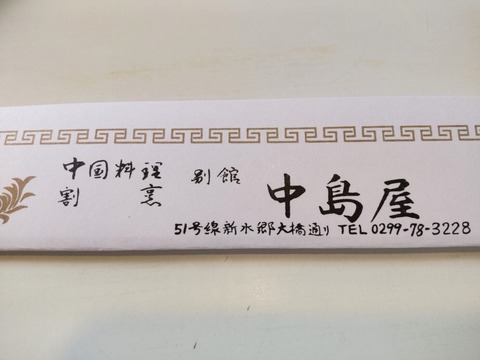 中国料理
割烹
別館
中島屋
51号線新水郷大橋通り TEL 0299-78-3228